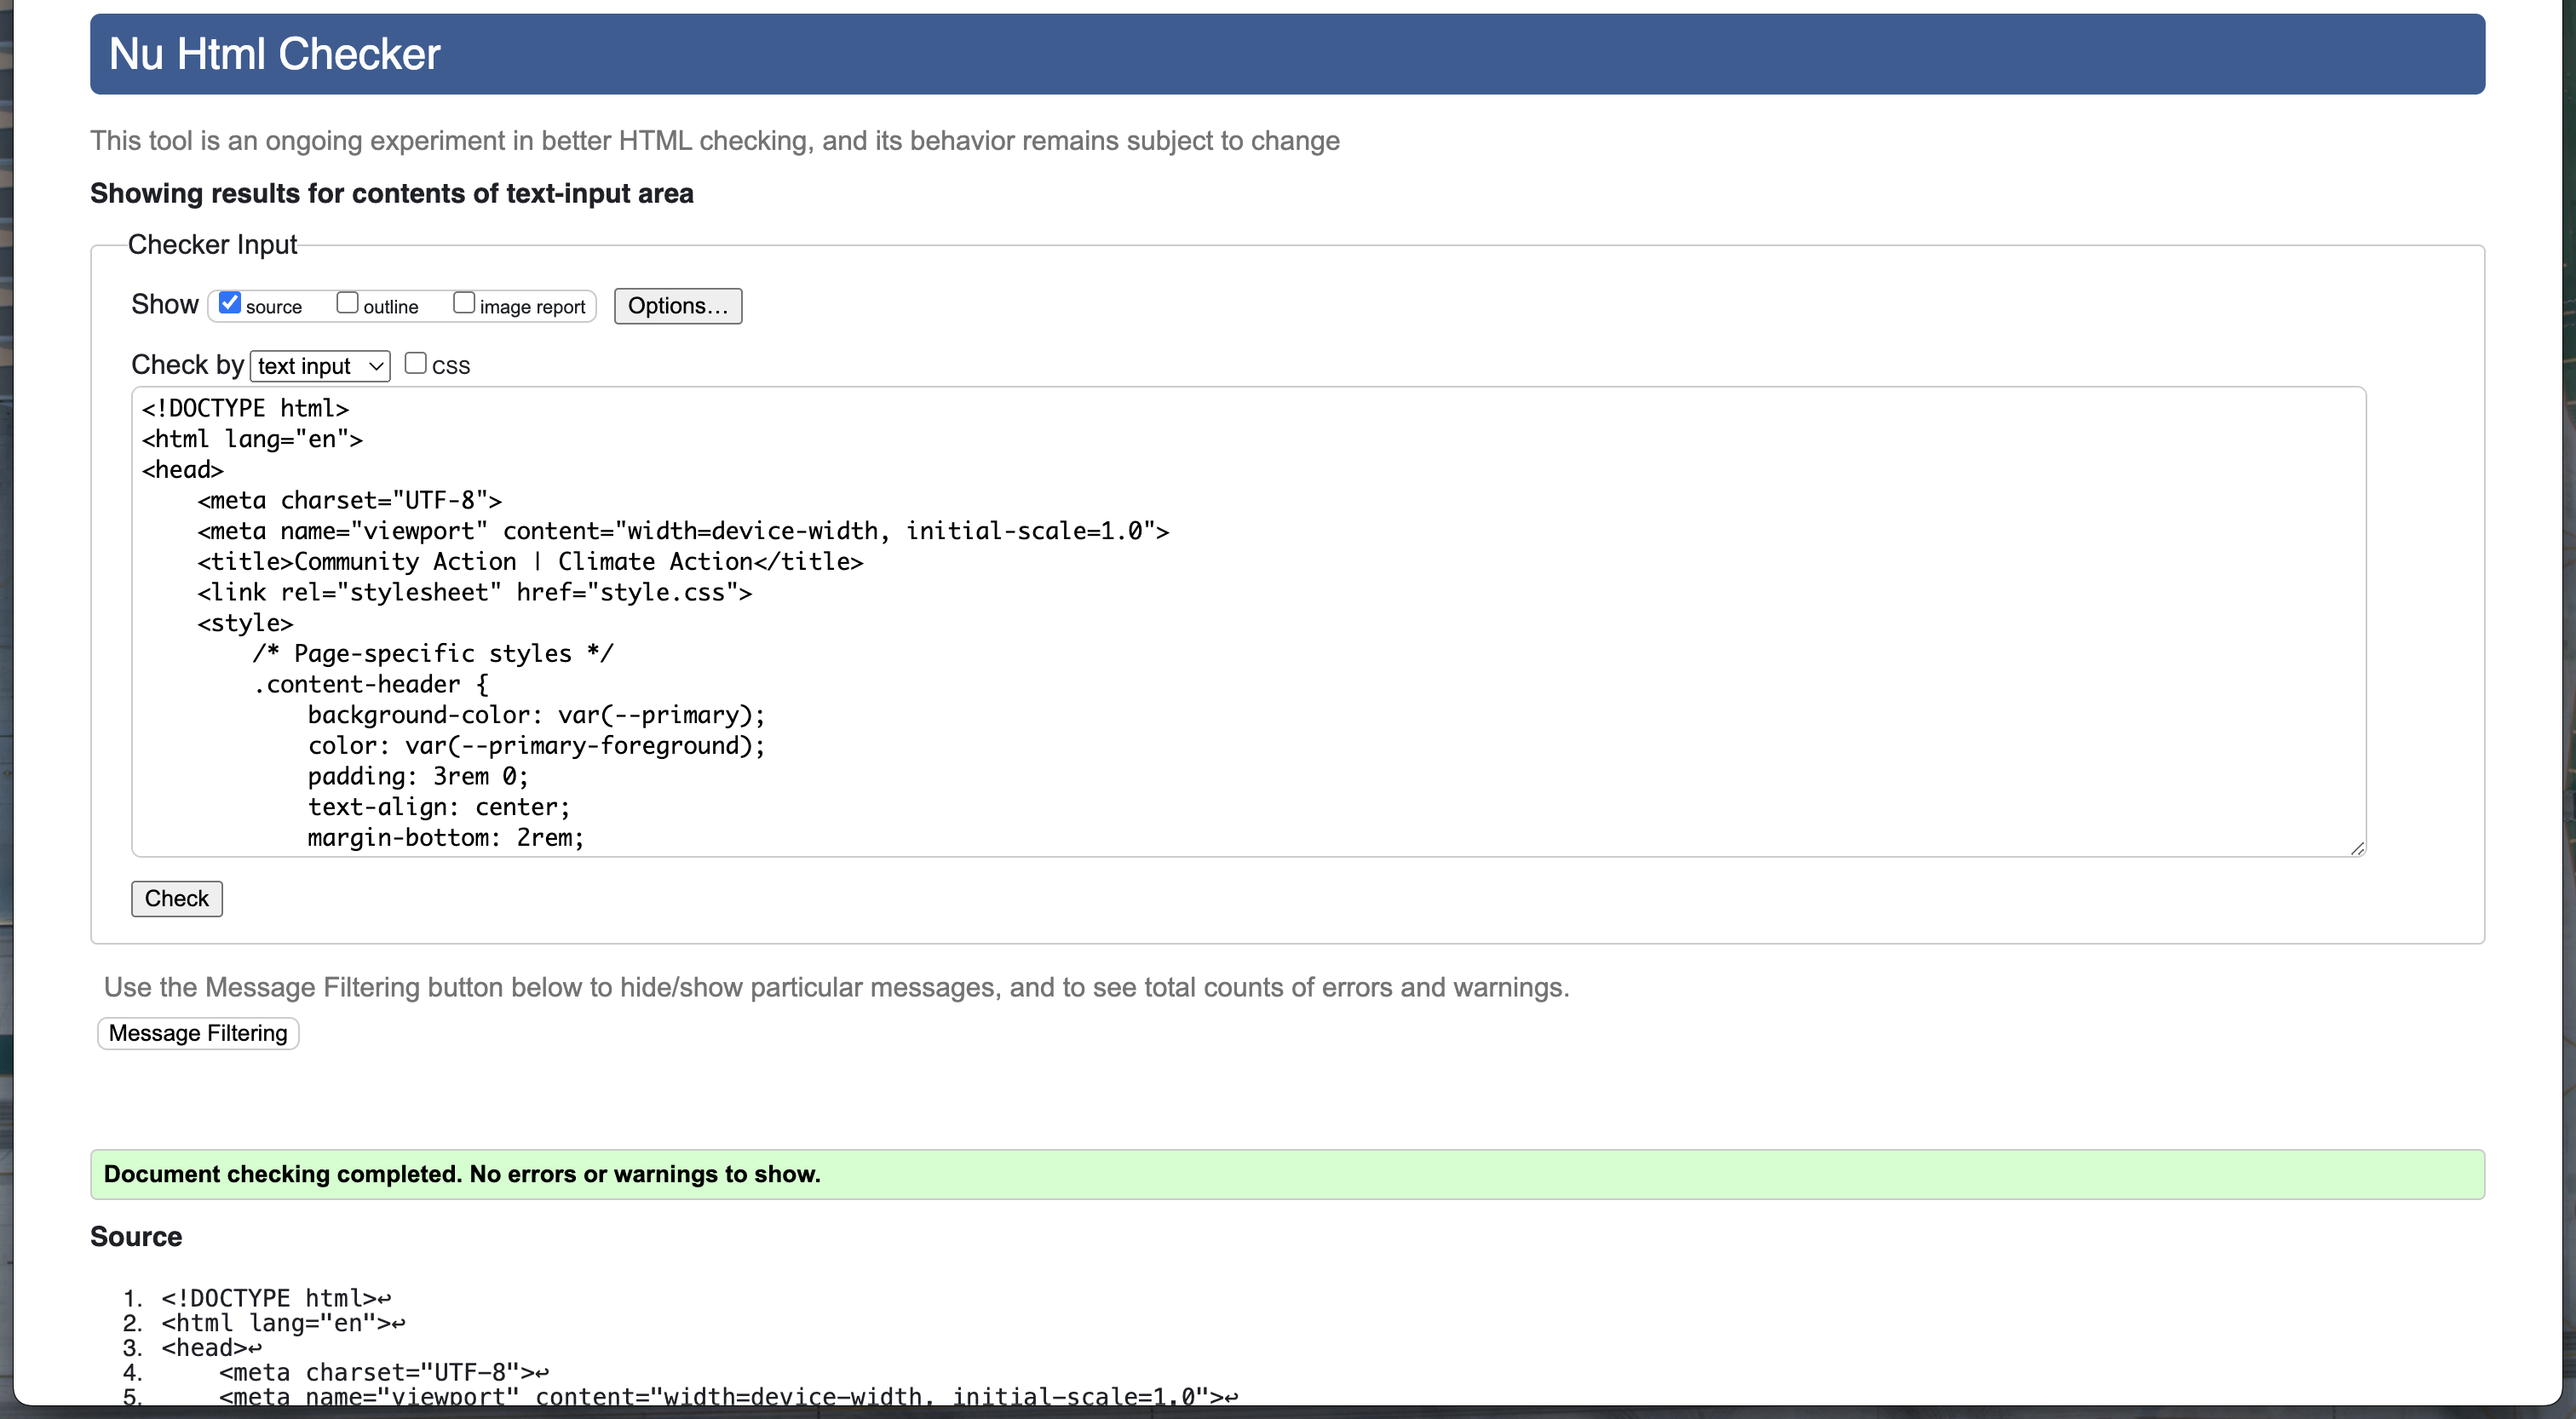 Nu Html Checker
This tool is an ongoing experiment in better HTML checking, and its behavior remains subject to change
Showing results for contents of text-input area
Checker Input
Show source outline image report Options...
Check by text input CSS
<!DOCTYPE html>
<html lang="en">
<head>
    <meta charset="UTF-8">
    <meta name="viewport" content="width=device-width, initial-scale=1.0">
    <title>Community Action | Climate Action</title>
    <link rel="stylesheet" href="style.css">
    <style>
        /* Page-specific styles */
        .content-header {
            background-color: var(--primary);
            color: var(--primary-foreground);
            padding: 3rem 0;
            text-align: center;
            margin-bottom: 2rem;
Check
Use the Message Filtering button below to hide/show particular messages, and to see total counts of errors and warnings.
Message Filtering
Document checking completed. No errors or warnings to show.
Source
1. <!DOCTYPE html>↩
2. <html lang="en">↩
3. <head>↩
4.     <meta charset="UTF-8">↩
5.     <meta name="viewport" content="width=device-width, initial-scale=1.0">↩